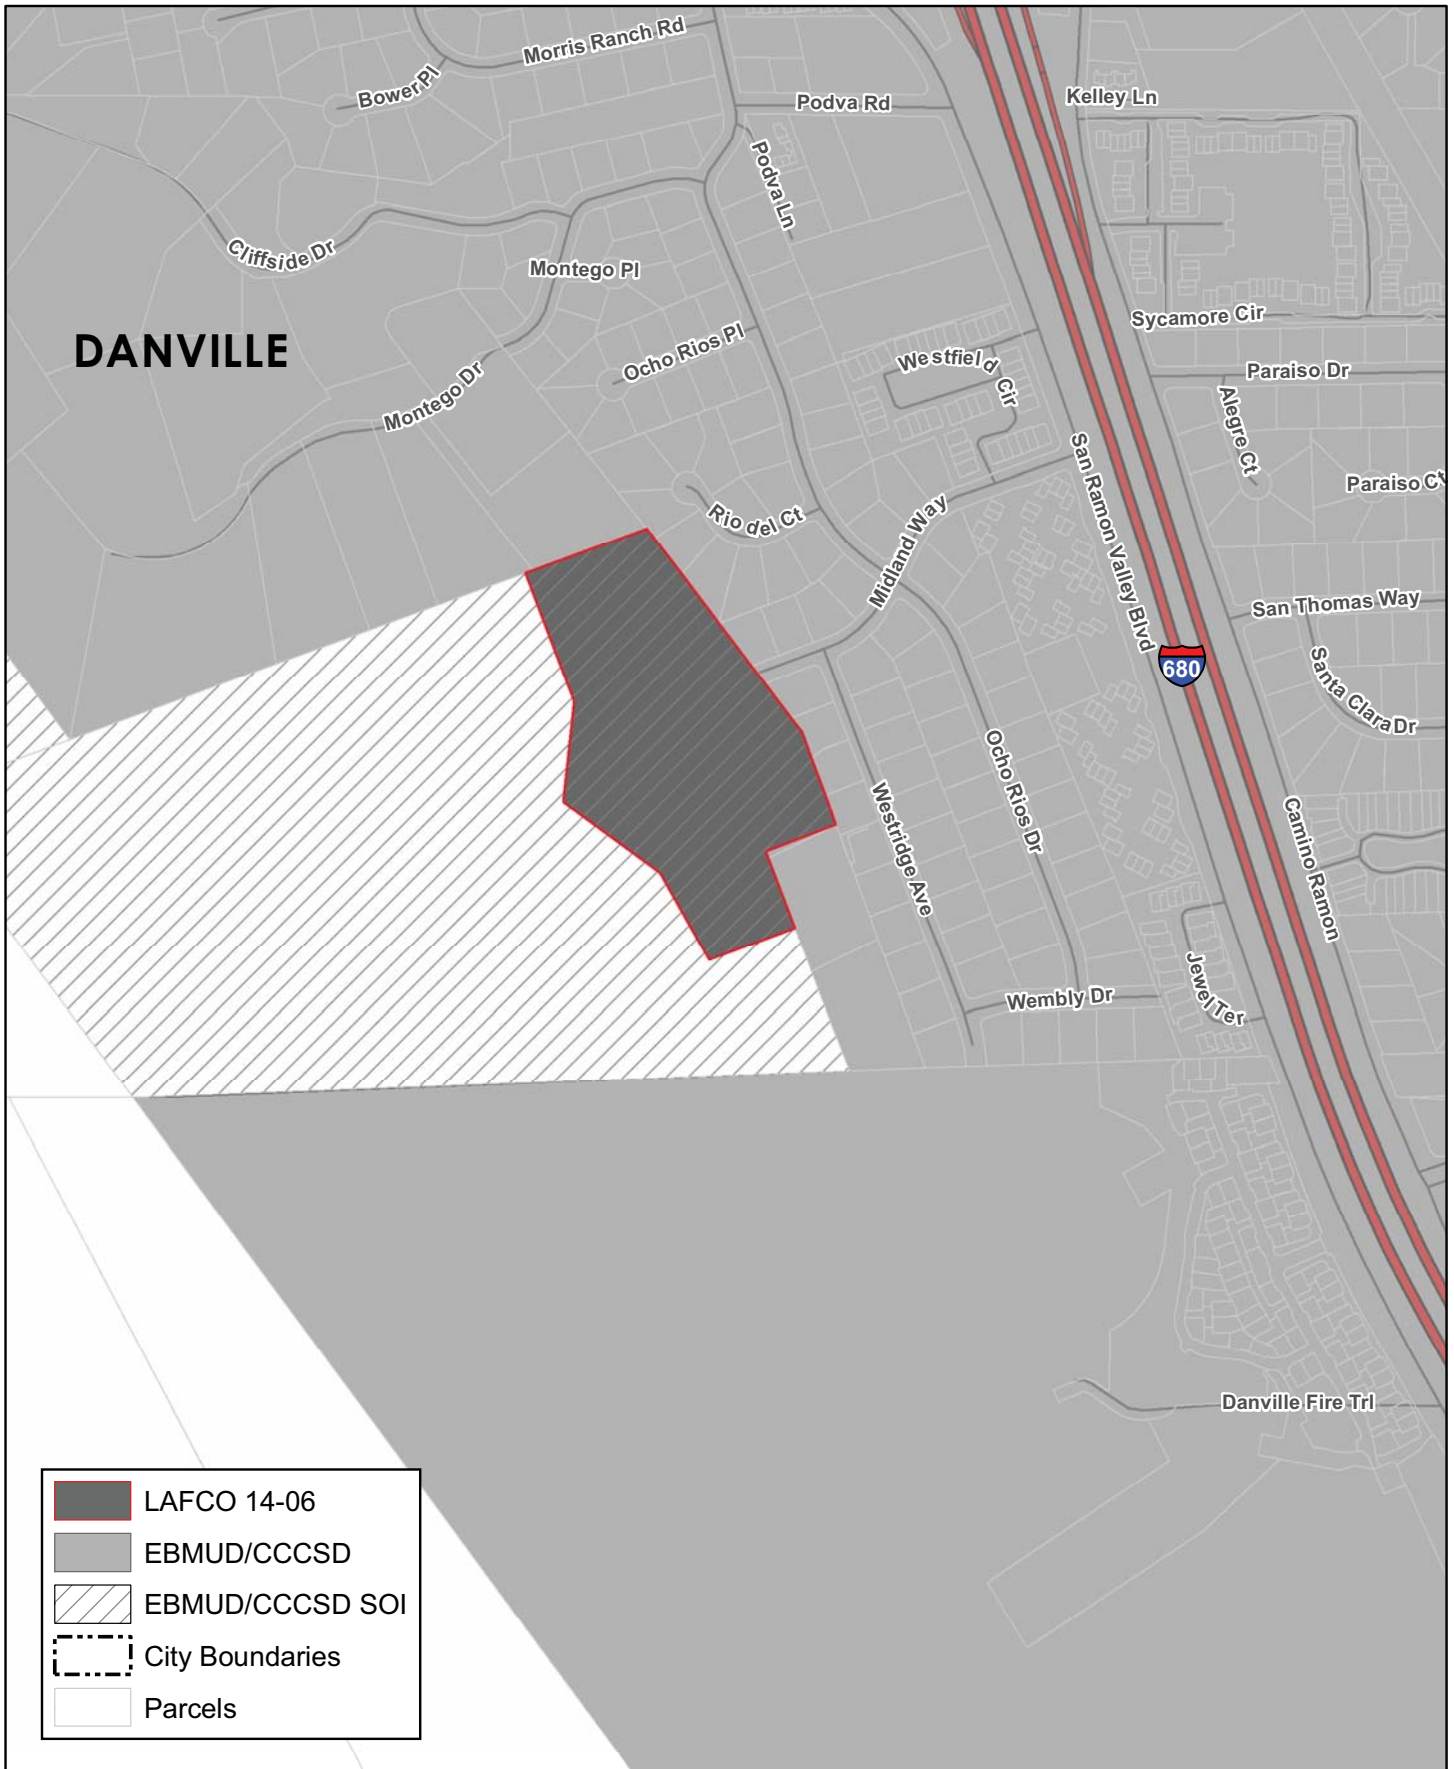 Morris Ranch Rd
Bower Pl
Podva Rd
Kelley Ln
Podva Ln
Cliffside Dr
Montego Pl
Sycamore Cir
DANVILLE
Ocho Rios Pl
Westfield Cir
Paraiso Dr
Montego Dr
Alegre Ct
San Ramon Valley Blvd
Paraiso Ct
Rio del Ct
Midland Way
San Thomas Way
680
Santa Clara Dr
Ocho Rios Dr
Westridge Ave
Camino Ramon
Jewel Ter
Wembly Dr
Danville Fire Trl
LAFCO 14-06
EBMUD/CCCSD
EBMUD/CCCSD SOI
City Boundaries
Parcels